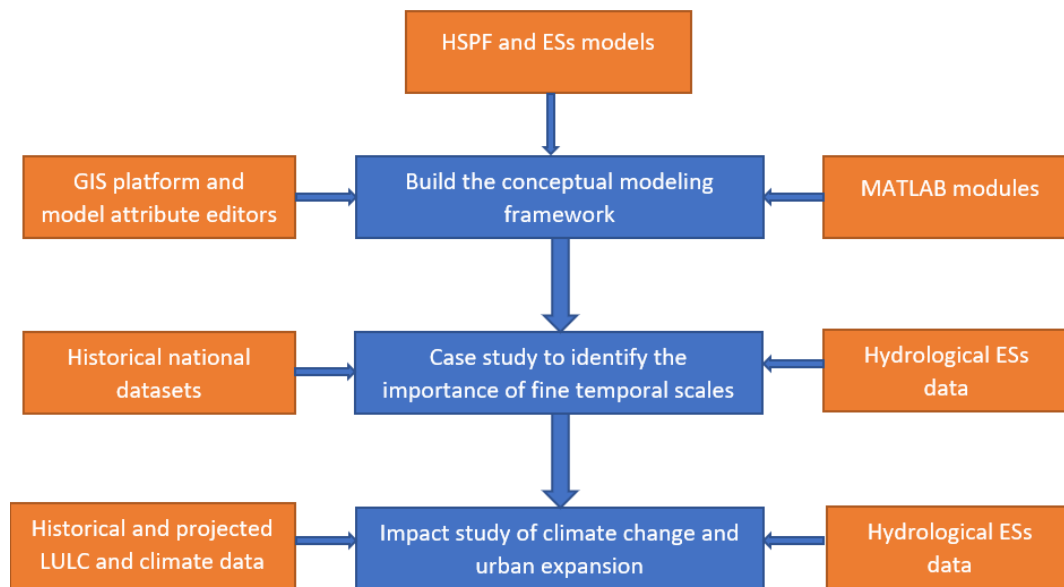 HSPF and ESs models
GIS platform and
model attribute editors
Build the conceptual modeling
framework
MATLAB modules
Historical national
datasets
Case study to identify the
importance of fine temporal scales
Hydrological ESs
data
Historical and projected
LULC and climate data
Impact study of climate change and
urban expansion
Hydrological ESs
data